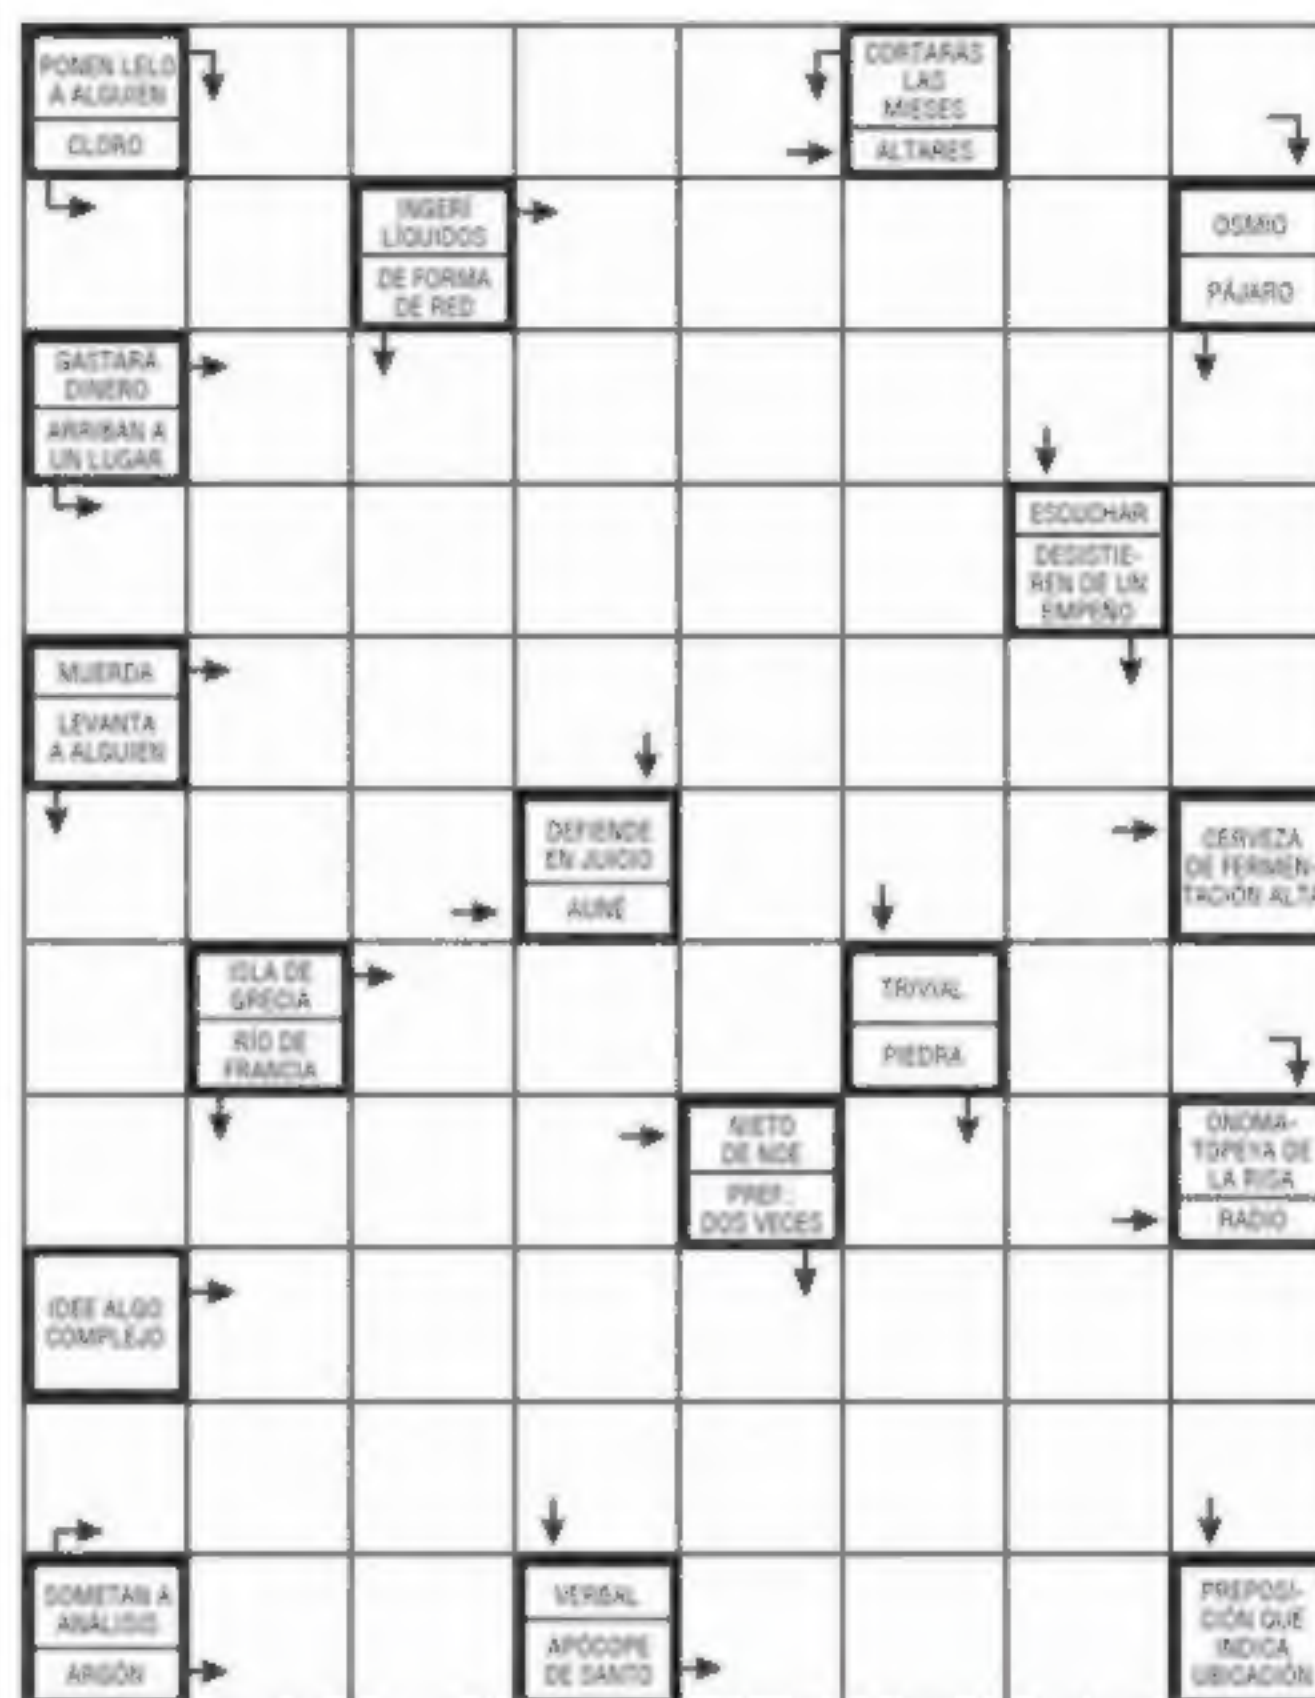 PONEN LELO
A ALGUIEN
CLORO
CORTARÁS
LAS
MIESES
ALTARES
INGERÍ
LÍQUIDOS
DE FORMA
DE RED
OSMIO
PÁJARO
GASTARA
DINERO
ARRIBAN A
UN LUGAR
ESCUCHAR
DESISTIE-
REN DE UN
EMPEÑO
MUERDA
LEVANTA
A ALGUIEN
DEFIENDE
EN JUICIO
AUNÉ
CERVEZA
DE FERMEN-
TACIÓN ALTA
ISLA DE
GRECIA
RÍO DE
FRANCIA
TRIVIAL
PIEDRA
NIETO
DE NOÉ
PREF.:
DOS VECES
ONOMA-
TOPEYA DE
LA RISA
RADIO
IDEE ALGO
COMPLEJO
SOMETAN A
ANÁLISIS
ARGÓN
VERBAL
APÓCOPE
DE SANTO
PREPOSI-
CIÓN QUE
INDICA
UBICACIÓN